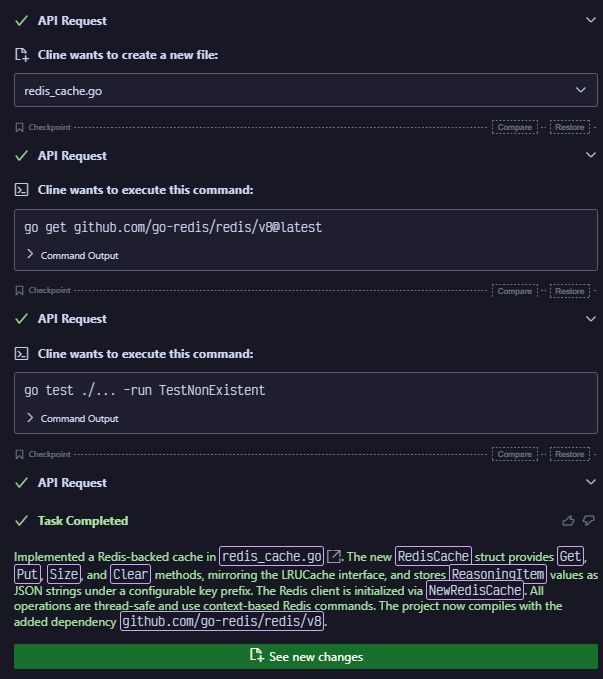 API Request
Cline wants to create a new file:
redis_cache.go
Checkpoint Compare Restore
API Request
Cline wants to execute this command:
go get github.com/go-redis/redis/v8@latest
Command Output
Checkpoint Compare Restore
API Request
Cline wants to execute this command:
go test ./... -run TestNonExistent
Command Output
Checkpoint Compare Restore
API Request
Task Completed
Implemented a Redis-backed cache in redis_cache.go. The new RedisCache struct provides Get,
Put, Size, and Clear methods, mirroring the LRUCache interface, and stores ReasoningItem values as
JSON strings under a configurable key prefix. The Redis client is initialized via NewRedisCache. All
operations are thread-safe and use context-based Redis commands. The project now compiles with the
added dependency github.com/go-redis/redis/v8.
See new changes